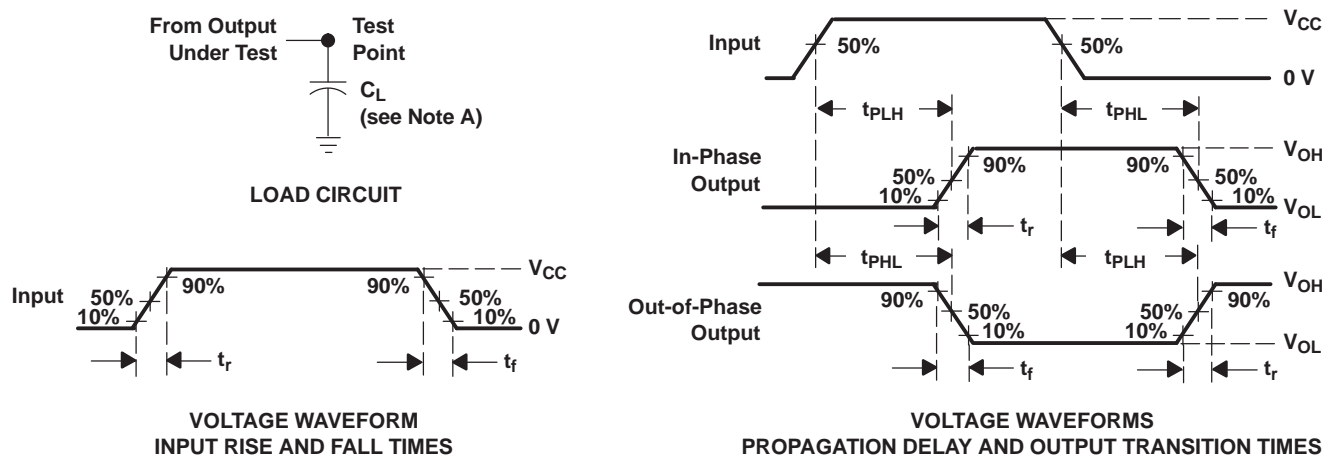 From Output
Under Test
Test
Point
C_L
(see Note A)
LOAD CIRCUIT
Input
50%
10%
90%
90%
50%
10%
V_CC
0 V
t_r
t_f
VOLTAGE WAVEFORM
INPUT RISE AND FALL TIMES
Input
50%
50%
V_CC
0 V
t_PLH
t_PHL
In-Phase
Output
50%
10%
90%
90%
50%
10%
V_OH
V_OL
t_r
t_f
t_PHL
t_PLH
Out-of-Phase
Output
90%
50%
10%
50%
10%
90%
V_OH
V_OL
t_f
t_r
VOLTAGE WAVEFORMS
PROPAGATION DELAY AND OUTPUT TRANSITION TIMES